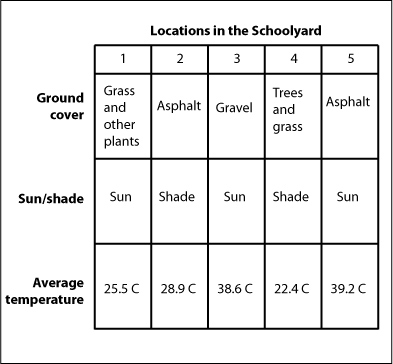 Locations in the Schoolyard
1 2 3 4 5
Ground cover
Grass and other plants
Asphalt
Gravel
Trees and grass
Asphalt
Sun/shade Sun Shade Sun Shade Sun
Average temperature 25.5 C 28.9 C 38.6 C 22.4 C 39.2 C